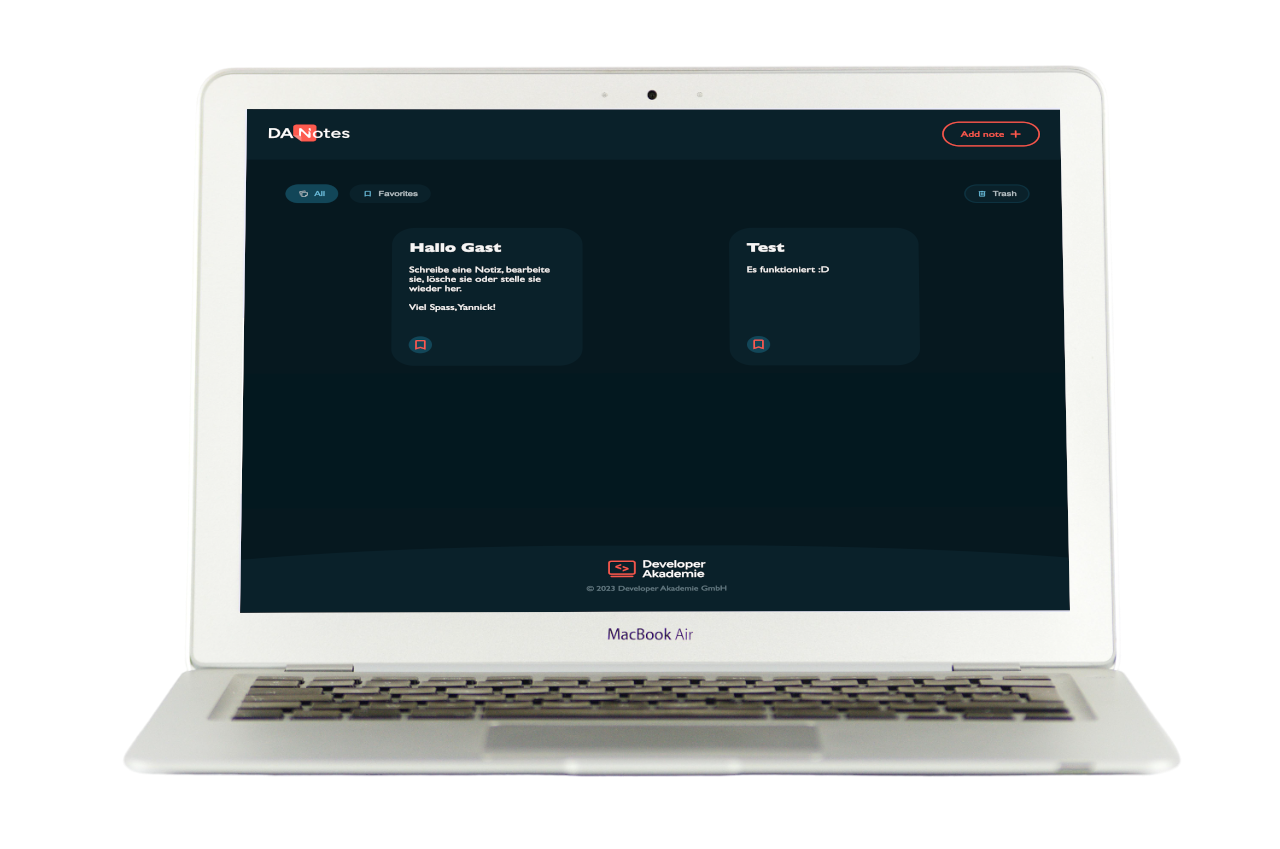 DANotes
Add note
All
Favorites
Trash
Hallo Gast
Schreibe eine Notiz, bearbeite
sie, lösche sie oder stelle sie
wieder her.
Viel Spass, Yannick!
Test
Es funktioniert :D
<> Developer
Akademie
© 2023 Developer Akademie GmbH
MacBook Air